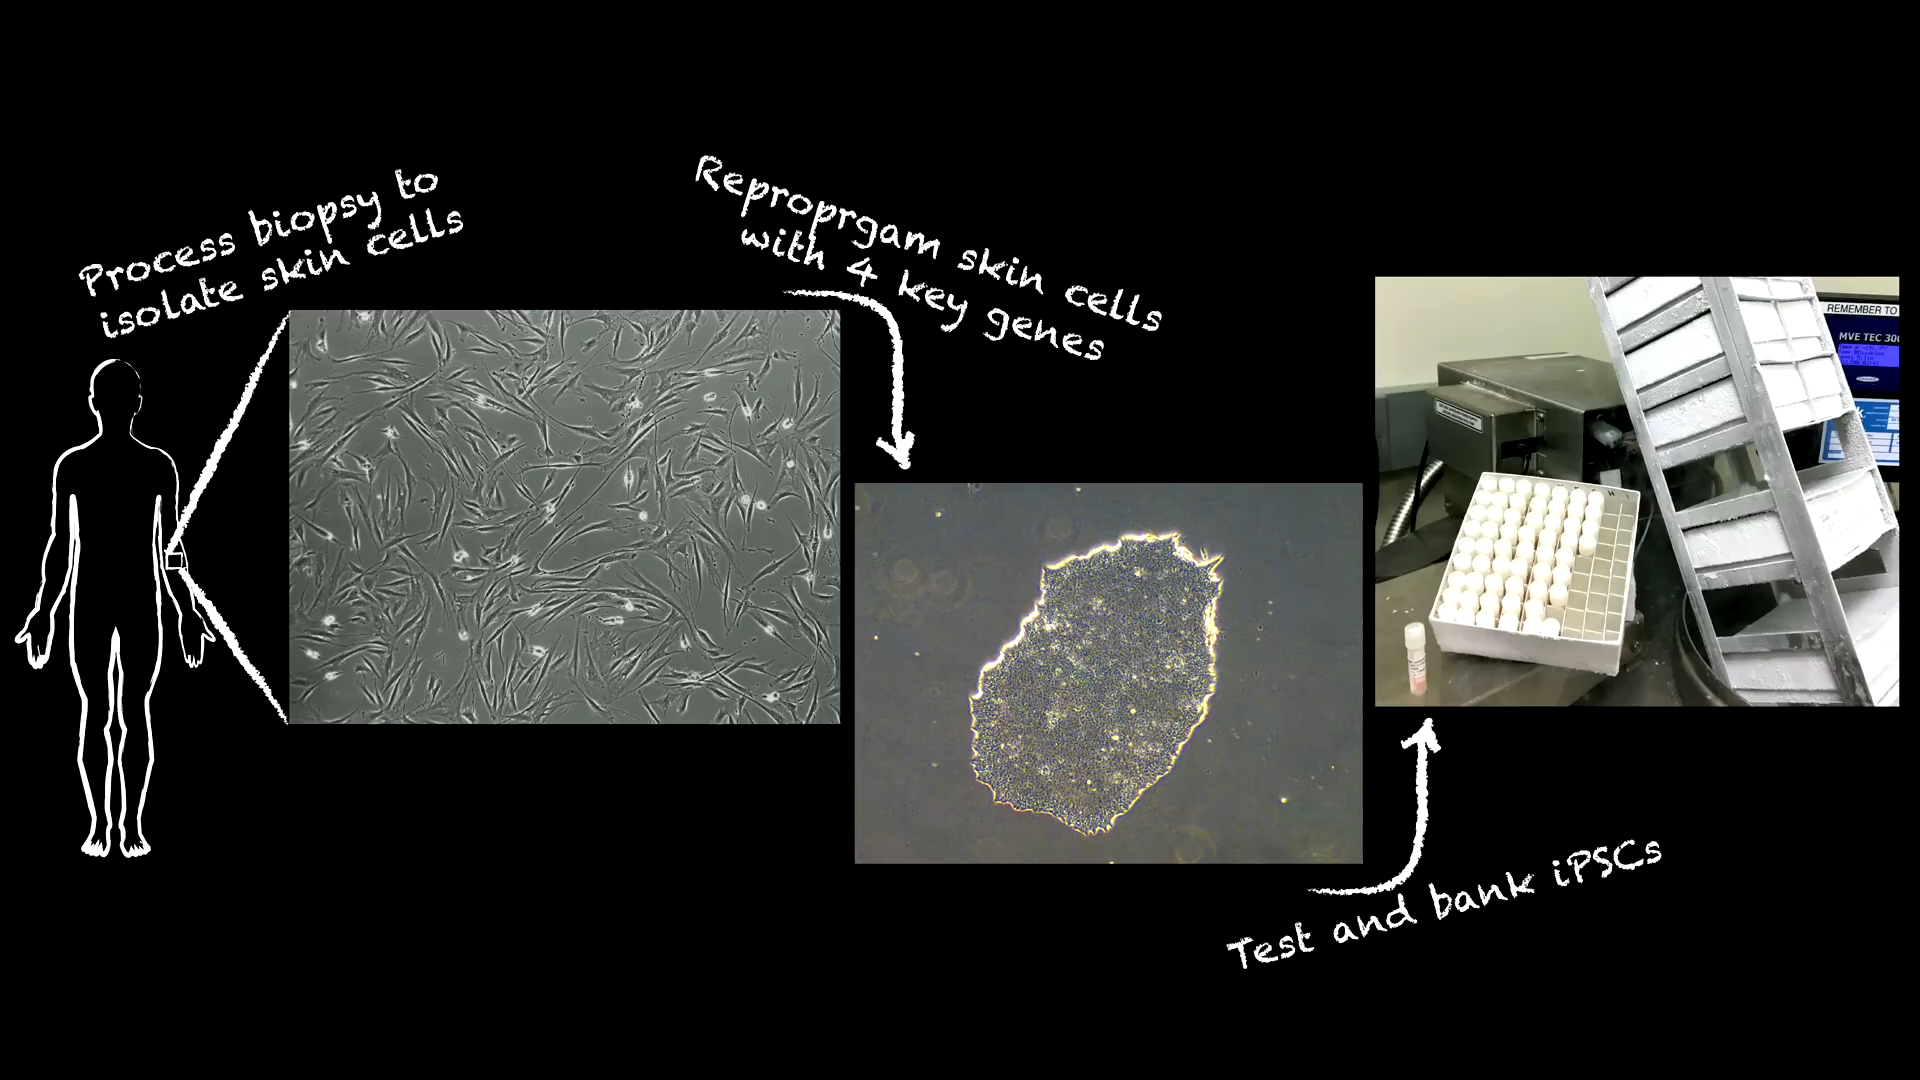 Process biopsy to
isolate skin cells
Reproprgam skin cells
with 4 key genes
REMEMBER TO
MVE TEC 300
Test and bank iPSCs